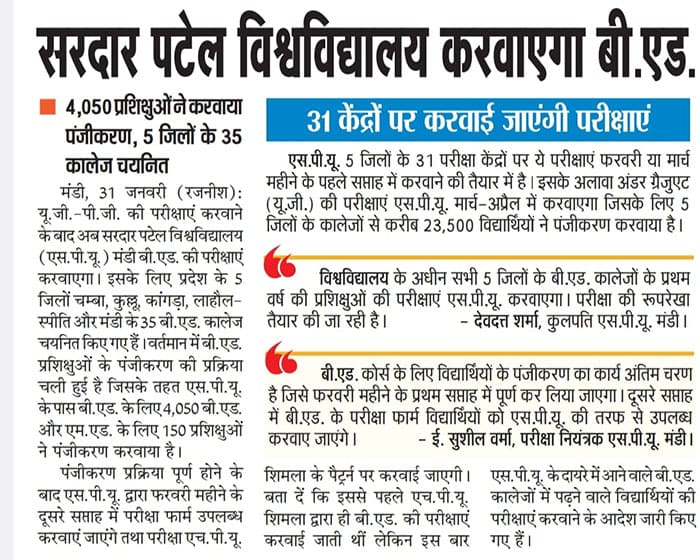 सरदार पटेल विश्वविद्यालय करवाएगा बी.एड.
■ 4,050 प्रशिक्षुओं ने करवाया
पंजीकरण, 5 जिलों के 35
कालेज चयनित
मंडी, 31 जनवरी (रजनीश):
यू.जी.-पी.जी. की परीक्षाएं करवाने
के बाद अब सरदार पटेल विश्वविद्यालय
(एस.पी.यू.) मंडी बी.एड. की परीक्षाएं
करवाएगा। इसके लिए प्रदेश के 5
जिलों चम्बा, कुल्लू, कांगड़ा, लाहौल-
स्पीति और मंडी के 35 बी.एड. कालेज
चयनित किए गए हैं। वर्तमान में बी.एड.
प्रशिक्षुओं के पंजीकरण की प्रक्रिया
चली हुई है जिसके तहत एस.पी.यू.
के पास बी.एड. के लिए 4,050 बी.एड.
और एम.एड. के लिए 150 प्रशिक्षुओं
ने पंजीकरण करवाया है।
पंजीकरण प्रक्रिया पूर्ण होने के
बाद एस.पी.यू. द्वारा फरवरी महीने के
दूसरे सप्ताह में परीक्षा फार्म उपलब्ध
करवाएं जाएंगे तथा परीक्षा एच.पी.यू.
31 केंद्रों पर करवाई जाएंगी परीक्षाएं
एस.पी.यू. 5 जिलों के 31 परीक्षा केंद्रों पर ये परीक्षाएं फरवरी या मार्च
महीने के पहले सप्ताह में करवाने की तैयार में है। इसके अलावा अंडर ग्रैजुएट
(यू.जी.) की परीक्षाएं एस.पी.यू. मार्च-अप्रैल में करवाएगा जिसके लिए 5
जिलों के कालेजों से करीब 23,500 विद्यार्थियों ने पंजीकरण करवाया है।
विश्वविद्यालय के अधीन सभी 5 जिलों के बी.एड. कालेजों के प्रथम
वर्ष की प्रशिक्षुओं की परीक्षाएं एस.पी.यू. करवाएगा। परीक्षा की रूपरेखा
तैयार की जा रही है। - देवदत्त शर्मा, कुलपति एस.पी.यू. मंडी।
बी.एड. कोर्स के लिए विद्यार्थियों के पंजीकरण का कार्य अंतिम चरण
है जिसे फरवरी महीने के प्रथम सप्ताह में पूर्ण कर लिया जाएगा। दूसरे सप्ताह
में बी.एड. के परीक्षा फार्म विद्यार्थियों को एस.पी.यू. की तरफ से उपलब्ध
करवाए जाएंगे। - ई. सुशील वर्मा, परीक्षा नियंत्रक एस.पी.यू. मंडी।
शिमला के पैट्रर्न पर करवाई जाएगी।
बता दें कि इससे पहले एच.पी.यू.
शिमला द्वारा ही बी.एड. की परीक्षाएं
करवाई जाती थीं लेकिन इस बार
एस.पी.यू. के दायरे में आने वाले बी.एड.
कालेजों में पढ़ने वाले विद्यार्थियों की
परीक्षाएं करवाने के आदेश जारी किए
गए हैं।